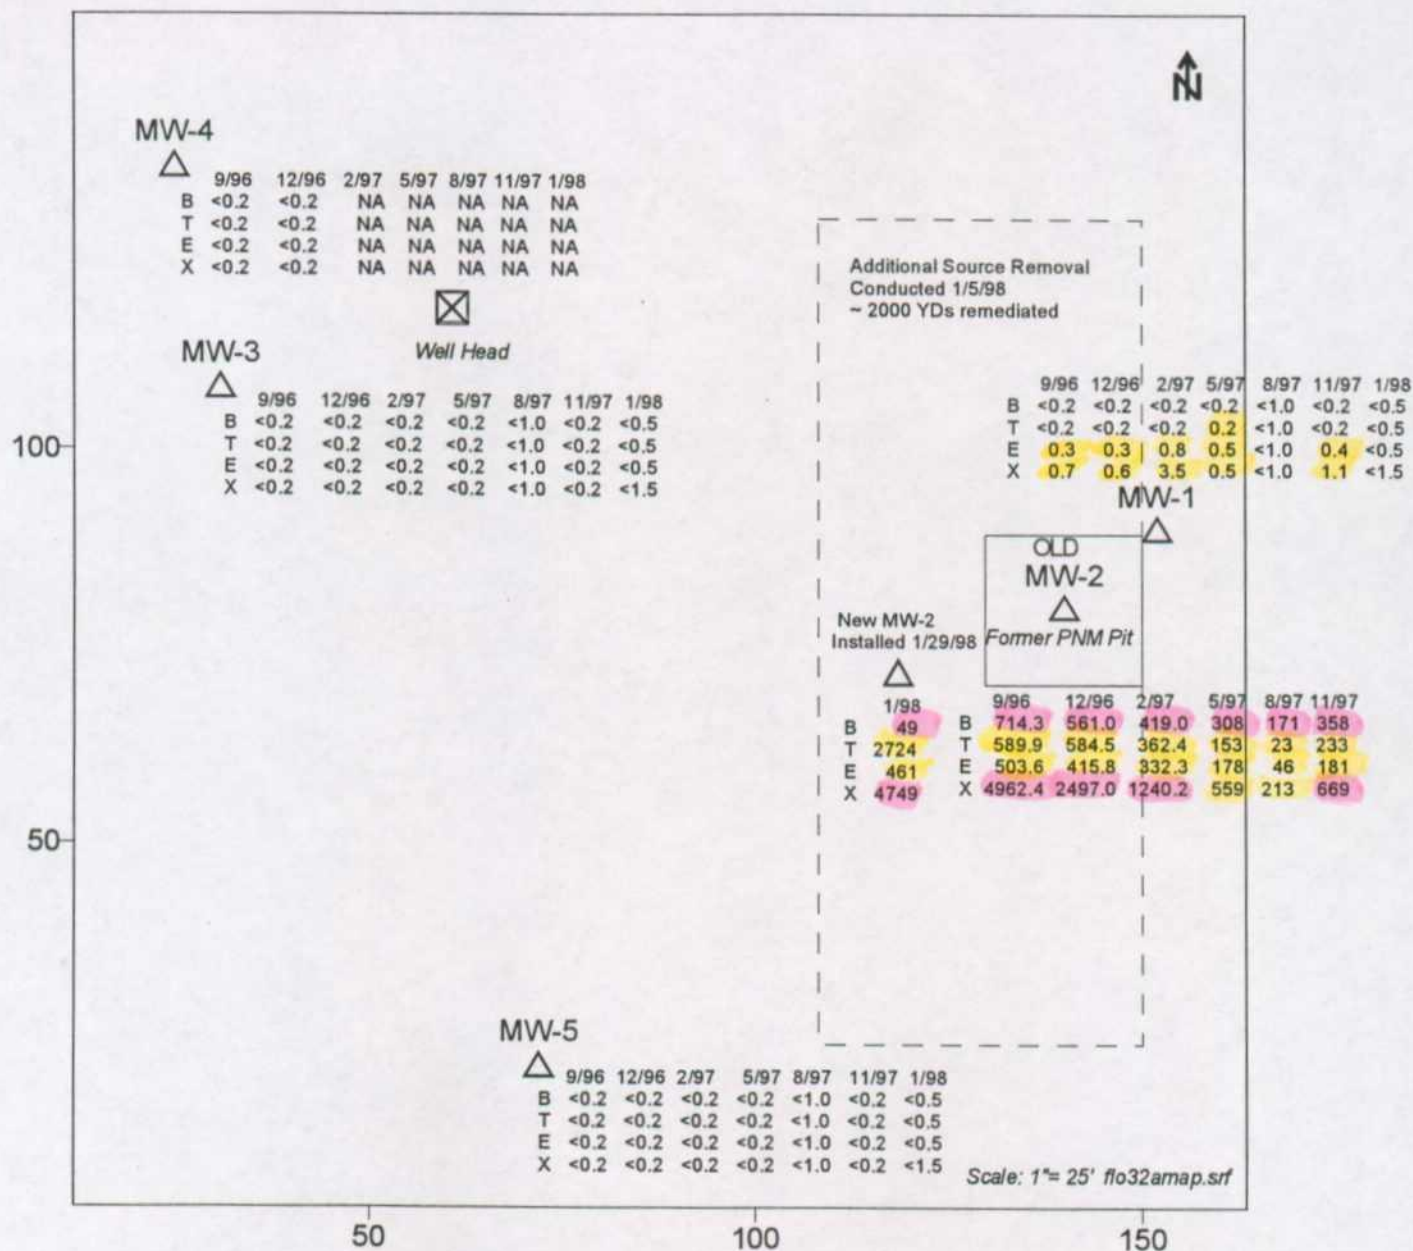 N
MW-4
9/96 12/96 2/97 5/97 8/97 11/97 1/98
B <0.2 <0.2 NA NA NA NA NA
T <0.2 <0.2 NA NA NA NA NA
E <0.2 <0.2 NA NA NA NA NA
X <0.2 <0.2 NA NA NA NA NA
Well Head
Additional Source Removal
Conducted 1/5/98
~ 2000 YDs remediated
MW-3
9/96 12/96 2/97 5/97 8/97 11/97 1/98
B <0.2 <0.2 <0.2 <0.2 <1.0 <0.2 <0.5
T <0.2 <0.2 <0.2 <0.2 <1.0 <0.2 <0.5
E <0.2 <0.2 <0.2 <0.2 <1.0 <0.2 <0.5
X <0.2 <0.2 <0.2 <0.2 <1.0 <0.2 <1.5
9/96 12/96 2/97 5/97 8/97 11/97 1/98
B <0.2 <0.2 <0.2 <0.2 <1.0 <0.2 <0.5
T <0.2 <0.2 <0.2 0.2 <1.0 <0.2 <0.5
E 0.3 0.3 0.8 0.5 <1.0 0.4 <0.5
X 0.7 0.6 3.5 0.5 <1.0 1.1 <1.5
MW-1
100
OLD
MW-2
Former PNM Pit
New MW-2
Installed 1/29/98
1/98
B 49
T 2724
E 461
X 4749
9/96 12/96 2/97 5/97 8/97 11/97
B 714.3 561.0 419.0 308 171 358
T 589.9 584.5 362.4 153 23 233
E 503.6 415.8 332.3 178 46 181
X 4962.4 2497.0 1240.2 559 213 669
50
MW-5
9/96 12/96 2/97 5/97 8/97 11/97 1/98
B <0.2 <0.2 <0.2 <0.2 <1.0 <0.2 <0.5
T <0.2 <0.2 <0.2 <0.2 <1.0 <0.2 <0.5
E <0.2 <0.2 <0.2 <0.2 <1.0 <0.2 <0.5
X <0.2 <0.2 <0.2 <0.2 <1.0 <0.2 <1.5
Scale: 1"= 25' flo32amap.srf
50 100 150